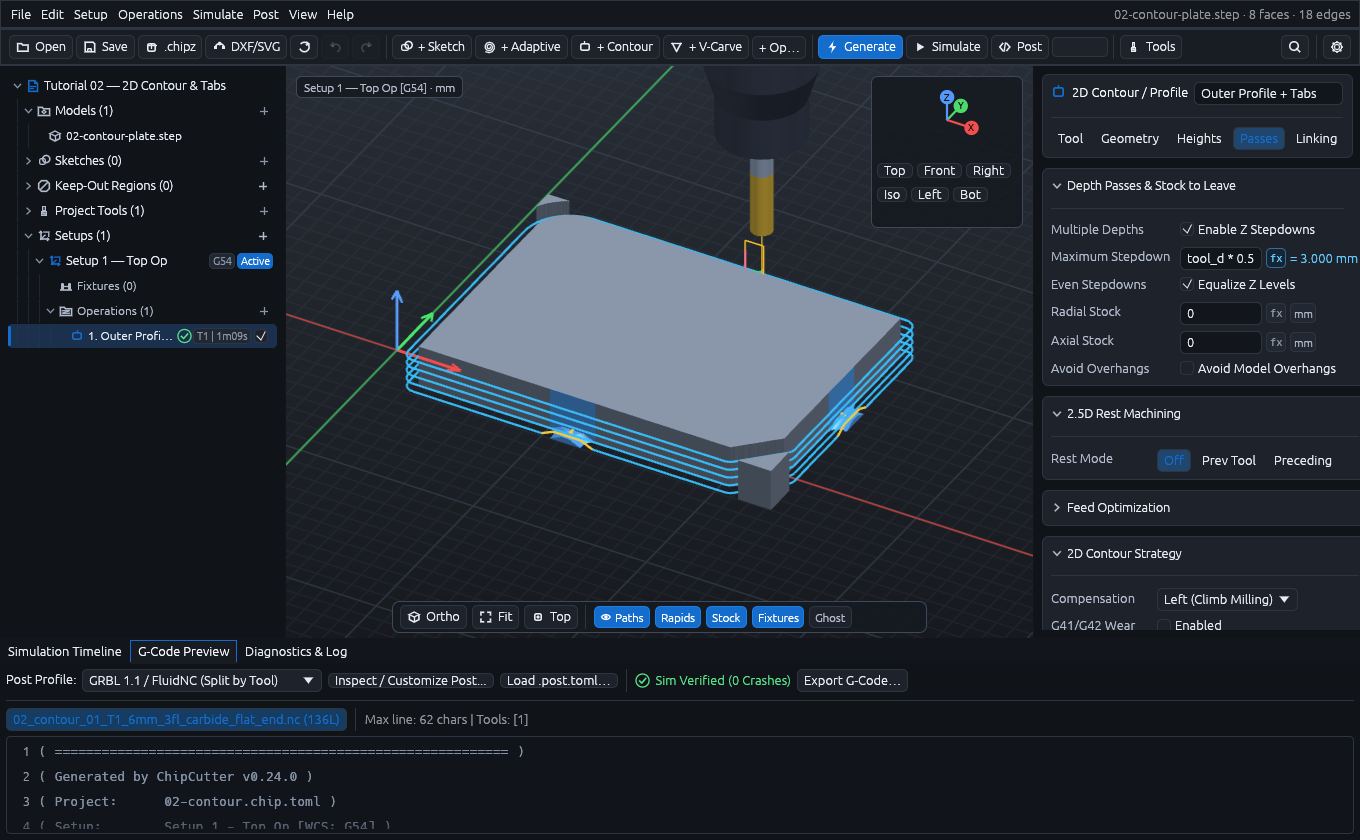 File Edit Setup Operations Simulate Post View Help
02-contour-plate.step · 8 faces · 18 edges
Open Save .chipz DXF/SVG + Sketch + Adaptive + Contour + V-Carve + Op... Generate Simulate Post Tools
Tutorial 02 — 2D Contour & Tabs
Models (1) +
02-contour-plate.step
Sketches (0) +
Keep-Out Regions (0) +
Project Tools (1) +
Setups (1) +
Setup 1 — Top Op G54 Active
Fixtures (0)
Operations (1) +
1. Outer Profi... T1 | 1m09s
Setup 1 — Top Op [G54] · mm
Z
Y
X
Top Front Right
Iso Left Bot
Ortho Fit Top Paths Rapids Stock Fixtures Ghost
2D Contour / Profile Outer Profile + Tabs
Tool Geometry Heights Passes Linking
Depth Passes & Stock to Leave
Multiple Depths Enable Z Stepdowns
Maximum Stepdown tool_d * 0.5 fx = 3.000 mm
Even Stepdowns Equalize Z Levels
Radial Stock 0 fx mm
Axial Stock 0 fx mm
Avoid Overhangs Avoid Model Overhangs
2.5D Rest Machining
Rest Mode Off Prev Tool Preceding
Feed Optimization
2D Contour Strategy
Compensation Left (Climb Milling)
G41/G42 Wear Enabled
Simulation Timeline G-Code Preview Diagnostics & Log
Post Profile: GRBL 1.1 / FluidNC (Split by Tool) Inspect / Customize Post... Load .post.toml... Sim Verified (0 Crashes) Export G-Code...
02_contour_01_T1_6mm_3fl_carbide_flat_end.nc (136L) Max line: 62 chars | Tools: [1]
1 ( ========================================================== )
2 ( Generated by ChipCutter v0.24.0 )
3 ( Project: 02-contour.chip.toml )
4 ( Setup: Setup 1 - Top Op [WCS: G54] )